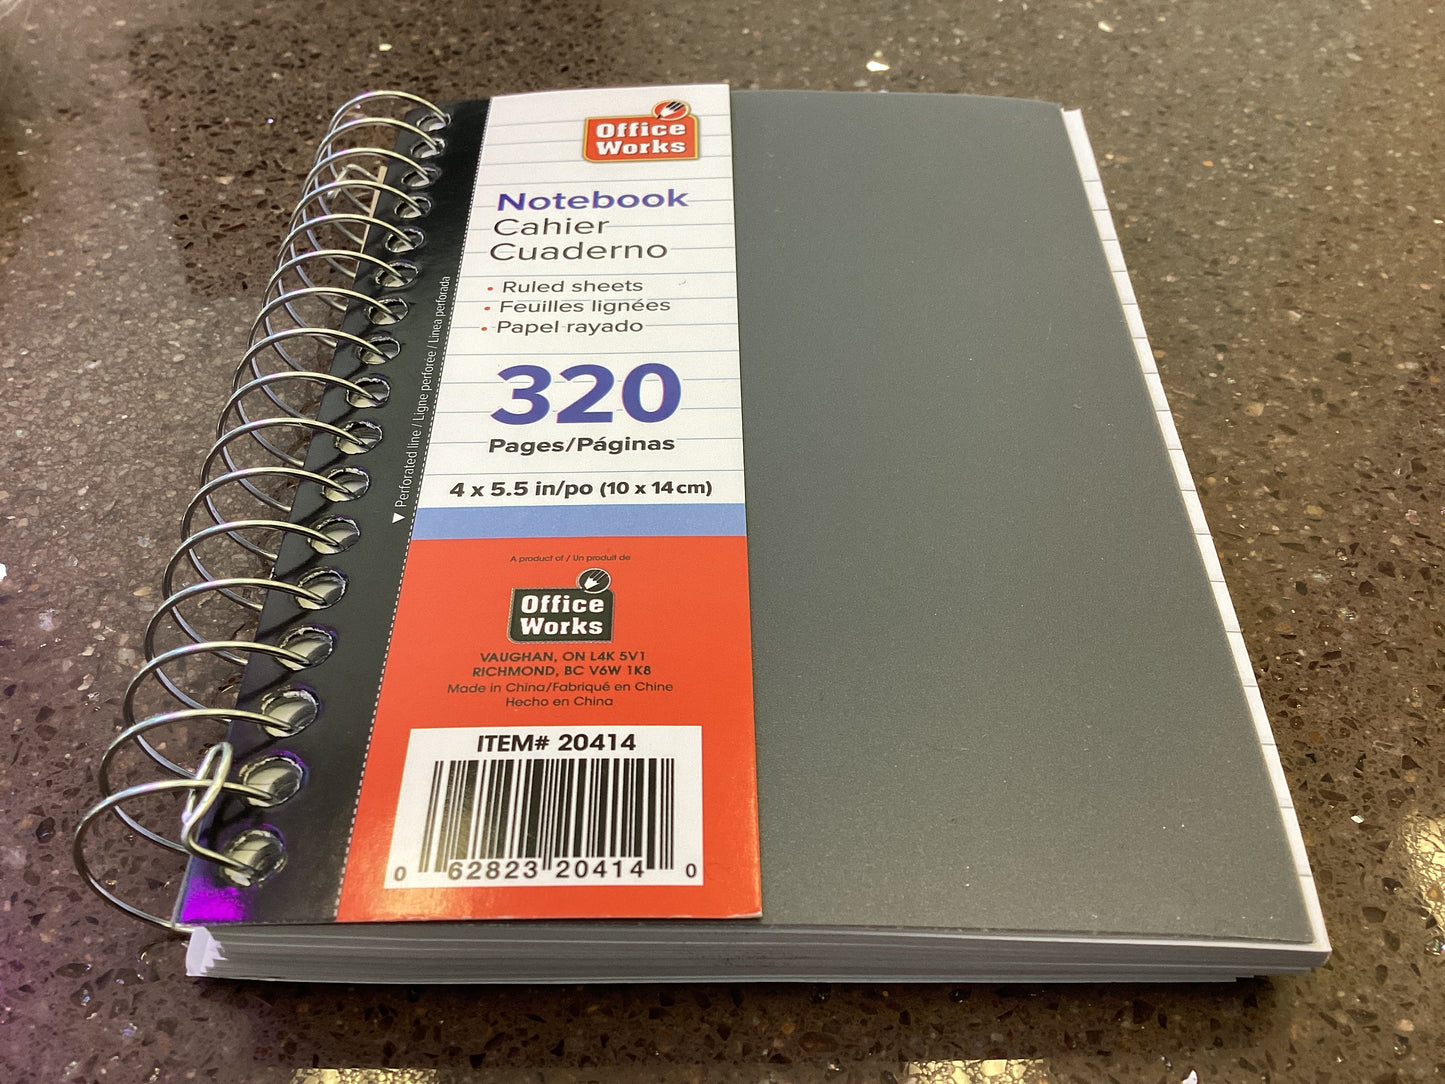 Office
Works
Notebook
Cahier
Cuaderno
• Ruled sheets
• Feuilles lignées
• Papel rayado
320
Pages/Páginas
4 x 5.5 in/po (10 x 14 cm)
▼ Perforated line / Ligne perforée / Línea perforada
A product of / Un produit de
Office
Works
VAUGHAN, ON L4K 5V1
RICHMOND, BC V6W 1K8
Made in China/Fabriqué en Chine
Hecho en China
ITEM# 20414
0 62823 20414 0